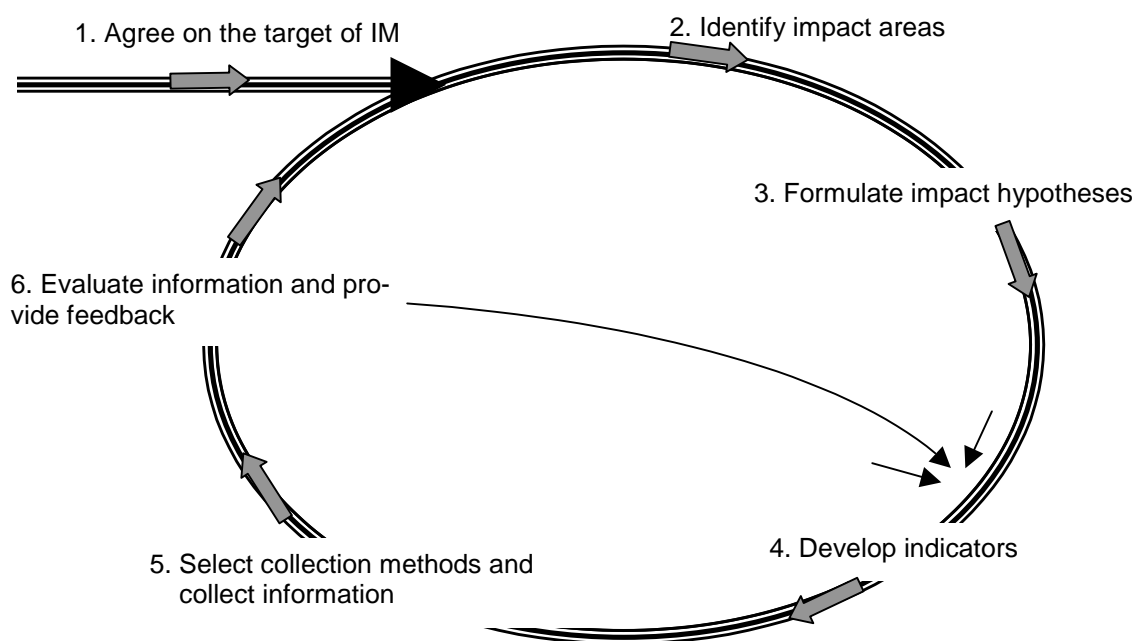 1. Agree on the target of IM
2. Identify impact areas
3. Formulate impact hypotheses
6. Evaluate information and pro-
vide feedback
4. Develop indicators
5. Select collection methods and
collect information